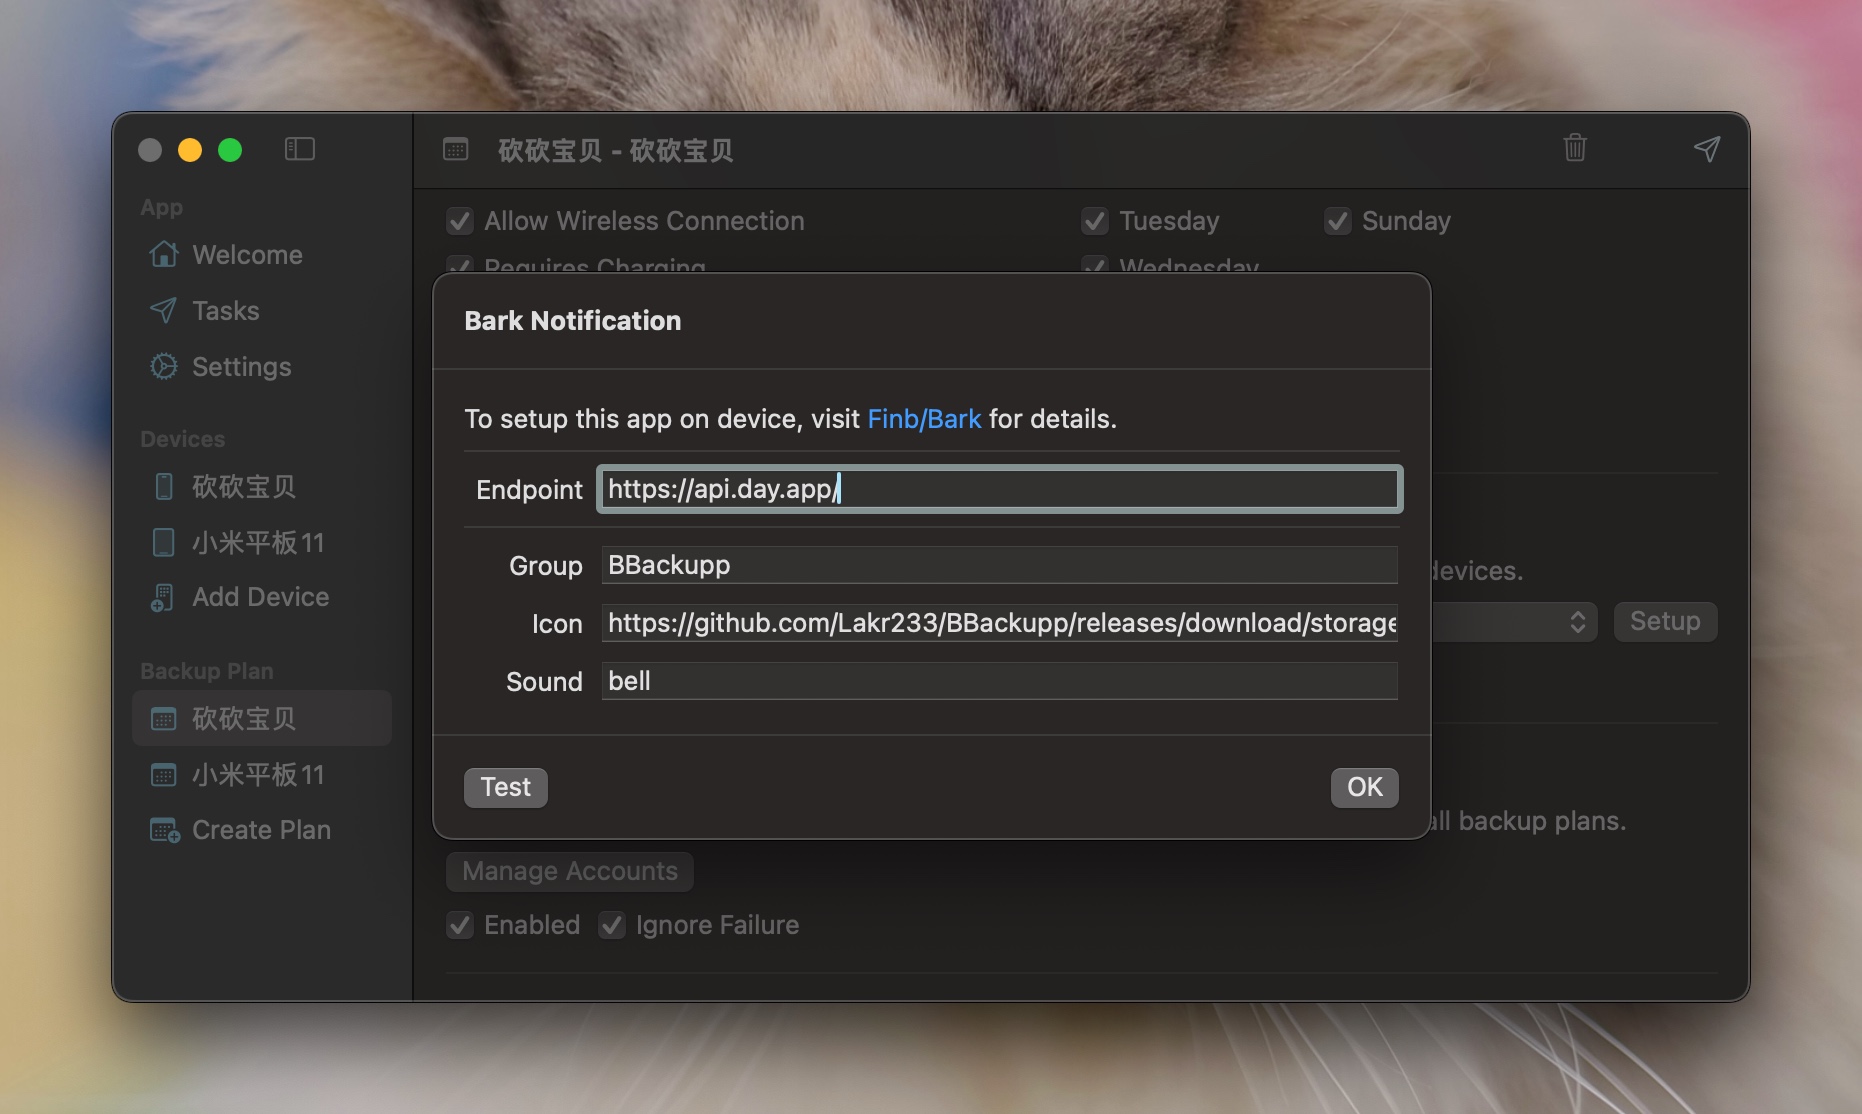 砍砍宝贝 - 砍砍宝贝
App
Welcome
Tasks
Settings
Devices
砍砍宝贝
小米平板11
Add Device
Backup Plan
砍砍宝贝
小米平板11
Create Plan
Allow Wireless Connection
Tuesday
Sunday
Requires Charging
Wednesday
Bark Notification
To setup this app on device, visit Finb/Bark for details.
Endpoint https://api.day.app/
Group BBackupp
Icon https://github.com/Lakr233/BBackupp/releases/download/storage
Sound bell
Test
OK
devices.
Setup
all backup plans.
Manage Accounts
Enabled
Ignore Failure